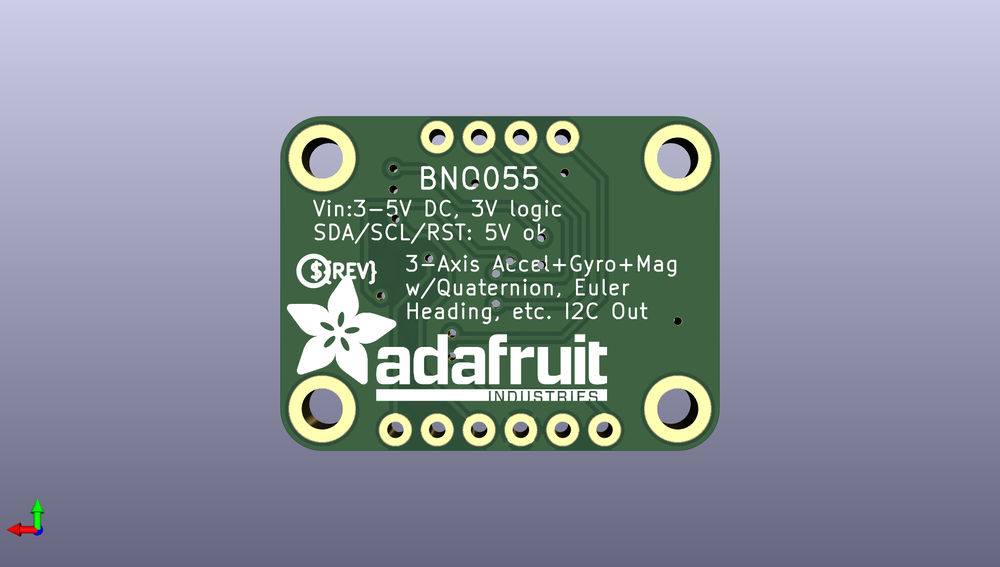 BNO055
Vin:3-5V DC, 3V logic
SDA/SCL/RST: 5V ok
${REV}
3-Axis Accel+Gyro+Mag
w/Quaternion, Euler
Heading, etc. I2C Out
adafruit
INDUSTRIES